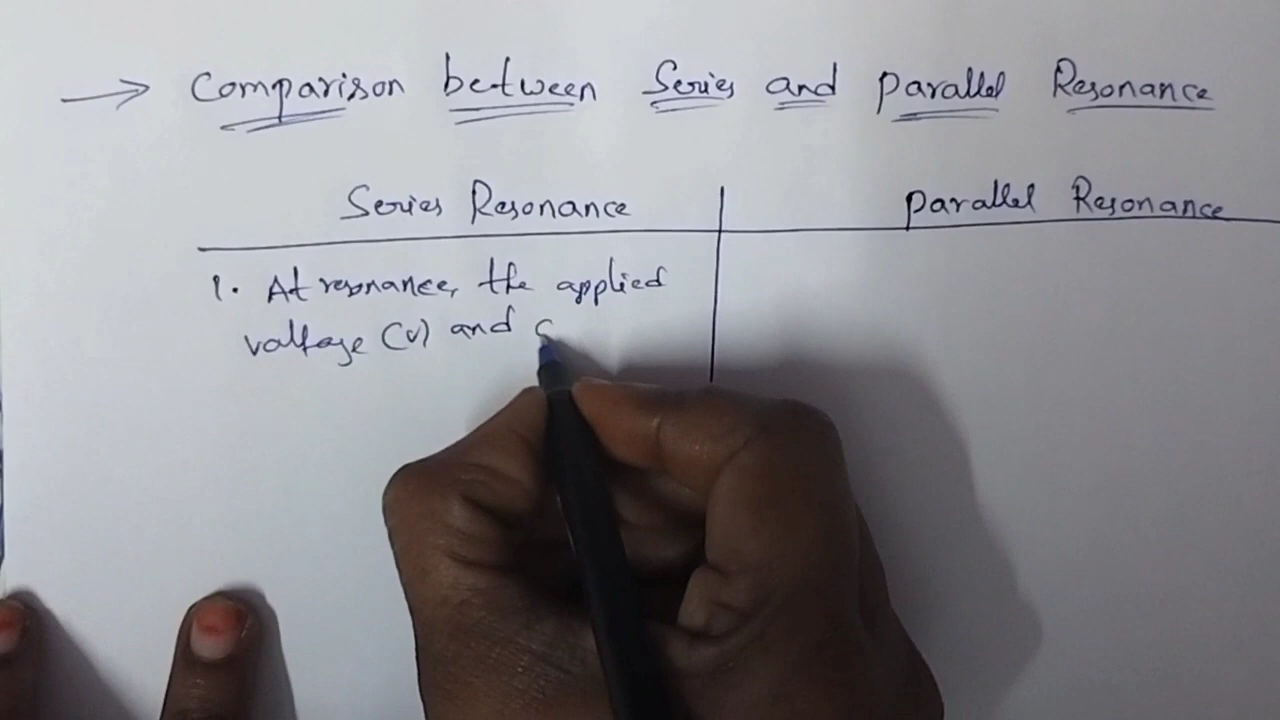 → Comparison between Series and parallel Resonance
Series Resonance
parallel Resonance
1. At resonance, the applied
voltage (v) and c